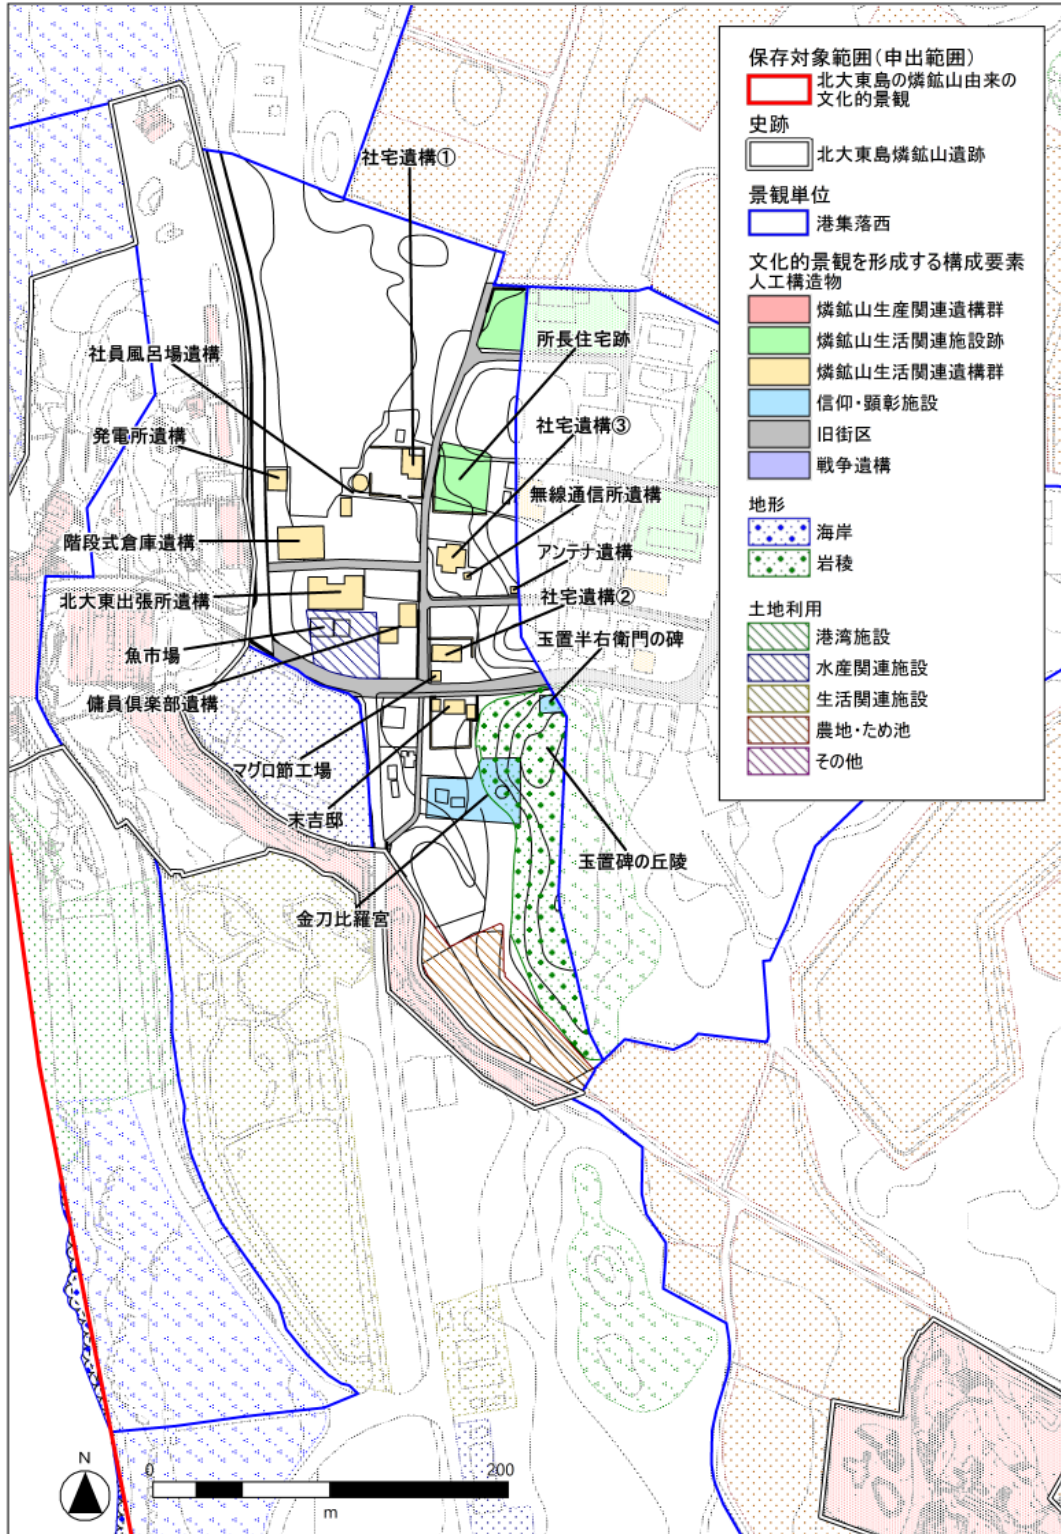 保存対象範囲(申出範囲)
北大東島の燐鉱山由来の
文化的景観
史跡
北大東島燐鉱山遺跡
景観単位
港集落西
文化的景観を形成する構成要素
人工構造物
燐鉱山生産関連遺構群
燐鉱山生活関連施設跡
燐鉱山生活関連遺構群
信仰・顕彰施設
旧街区
戦争遺構
地形
海岸
岩稜
土地利用
港湾施設
水産関連施設
生活関連施設
農地・ため池
その他
社宅遺構①
所長住宅跡
社員風呂場遺構
社宅遺構③
発電所遺構
無線通信所遺構
階段式倉庫遺構
アンテナ遺構
北大東出張所遺構
社宅遺構②
魚市場
玉置半右衛門の碑
傭員倶楽部遺構
マグロ節工場
末吉邸
玉置碑の丘陵
金刀比羅宮
N
0
200
m